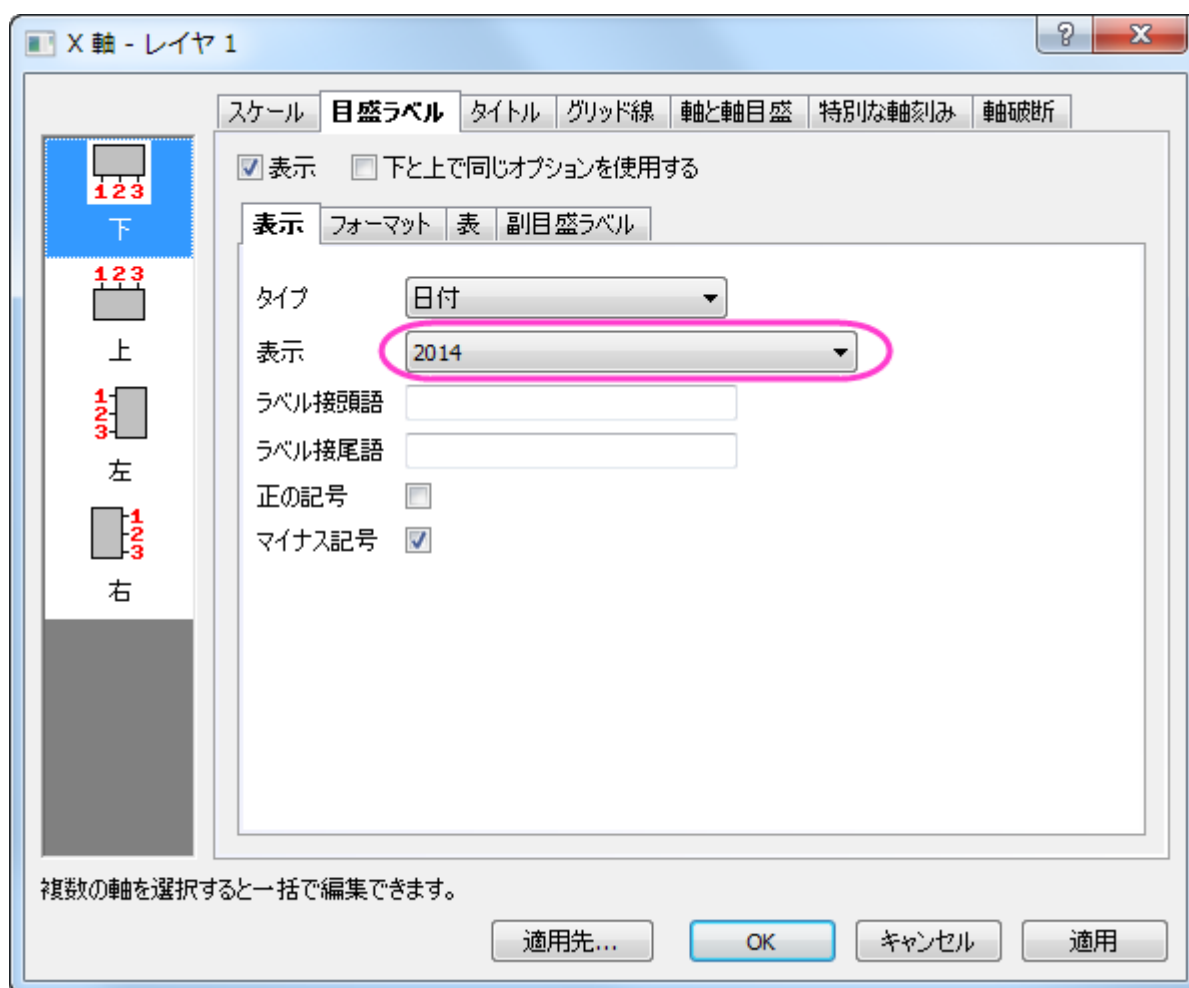 X 軸 - レイヤ 1
?
スケール 目盛ラベル タイトル グリッド線 軸と軸目盛 特別な軸刻み 軸破断
表示 下と上で同じオプションを使用する
表示 フォーマット 表 副目盛ラベル
123
下
123
上
1
2
3
左
1
2
3
右
タイプ 日付
表示 2014
ラベル接頭語
ラベル接尾語
正の記号
マイナス記号
複数の軸を選択すると一括で編集できます。
適用先... OK キャンセル 適用